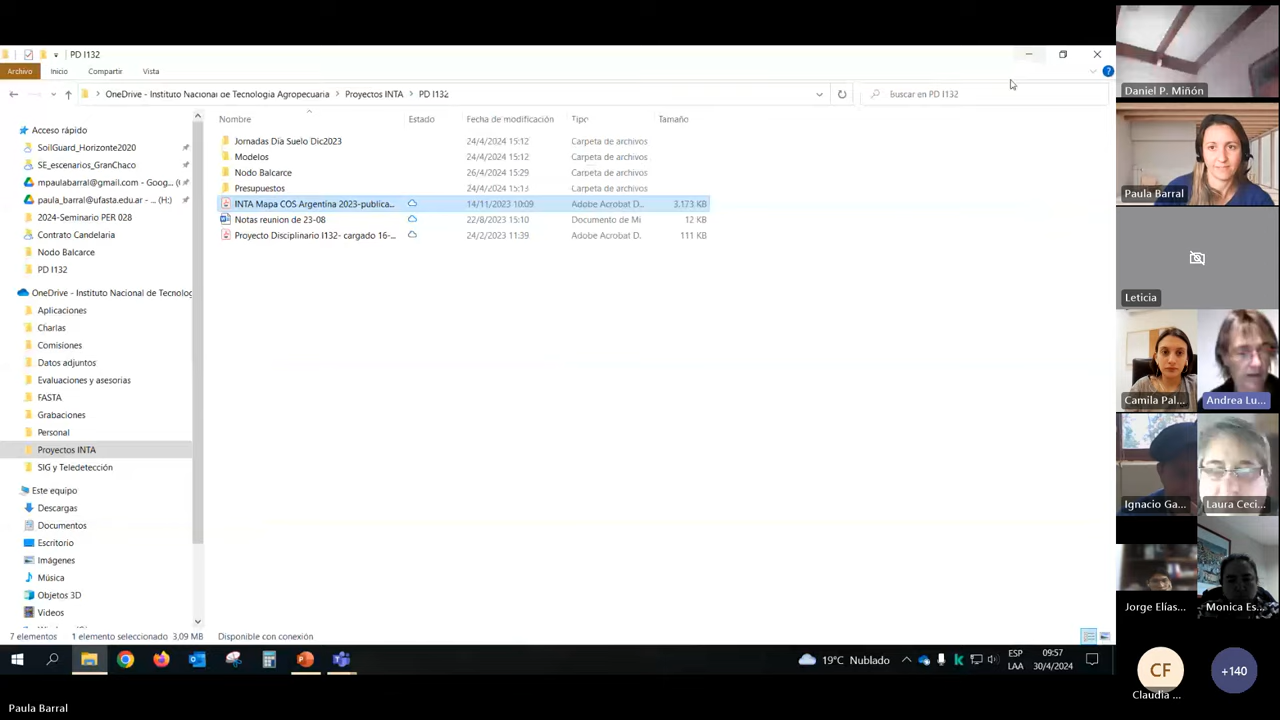 PD I132
Archivo Inicio Compartir Vista
OneDrive - Instituto Nacional de Tecnología Agropecuaria > Proyectos INTA > PD I132
Buscar en PD I132
Nombre Estado Fecha de modificación Tipo Tamaño
Jornadas Dia Suelo Dic2023 24/4/2024 15:12 Carpeta de archivos
Modelos 24/4/2024 15:12 Carpeta de archivos
Nodo Balcarce 26/4/2024 15:29 Carpeta de archivos
Presupuestos 24/4/2024 15:13 Carpeta de archivos
INTA Mapa COS Argentina 2023-publica... 14/11/2023 10:09 Adobe Acrobat D... 3.173 KB
Notas reunion de 23-08 22/8/2023 15:10 Documento de Mi 12 KB
Proyecto Disciplinario I132- cargado 16-... 24/2/2023 11:39 Adobe Acrobat D... 111 KB
Acceso rápido
SoilGuard_Horizonte2020
SE_escenarios_GranChaco
mpaulabarral@gmail.com - Goog... (
paula_barral@ufasta.edu.ar - ... (H:)
2024-Seminario PER 028
Contrato Candelaria
Nodo Balcarce
PD I132
OneDrive - Instituto Nacional de Tecnolog
Aplicaciones
Charlas
Comisiones
Datos adjuntos
Evaluaciones y asesorias
FASTA
Grabaciones
Personal
Proyectos INTA
SIG y Teledetección
Este equipo
Descargas
Documentos
Escritorio
Imágenes
Música
Objetos 3D
Videos
7 elementos 1 elemento seleccionado 3,09 MB Disponible con conexión
19°C Nublado
ESP
LAA
09:57
30/4/2024
Paula Barral
Daniel P. Miñón
Paula Barral
Leticia
Camila Pal... Andrea Lu...
Ignacio Ga... Laura Ceci...
Jorge Elías... Monica Es...
CF +140
Claudia ...